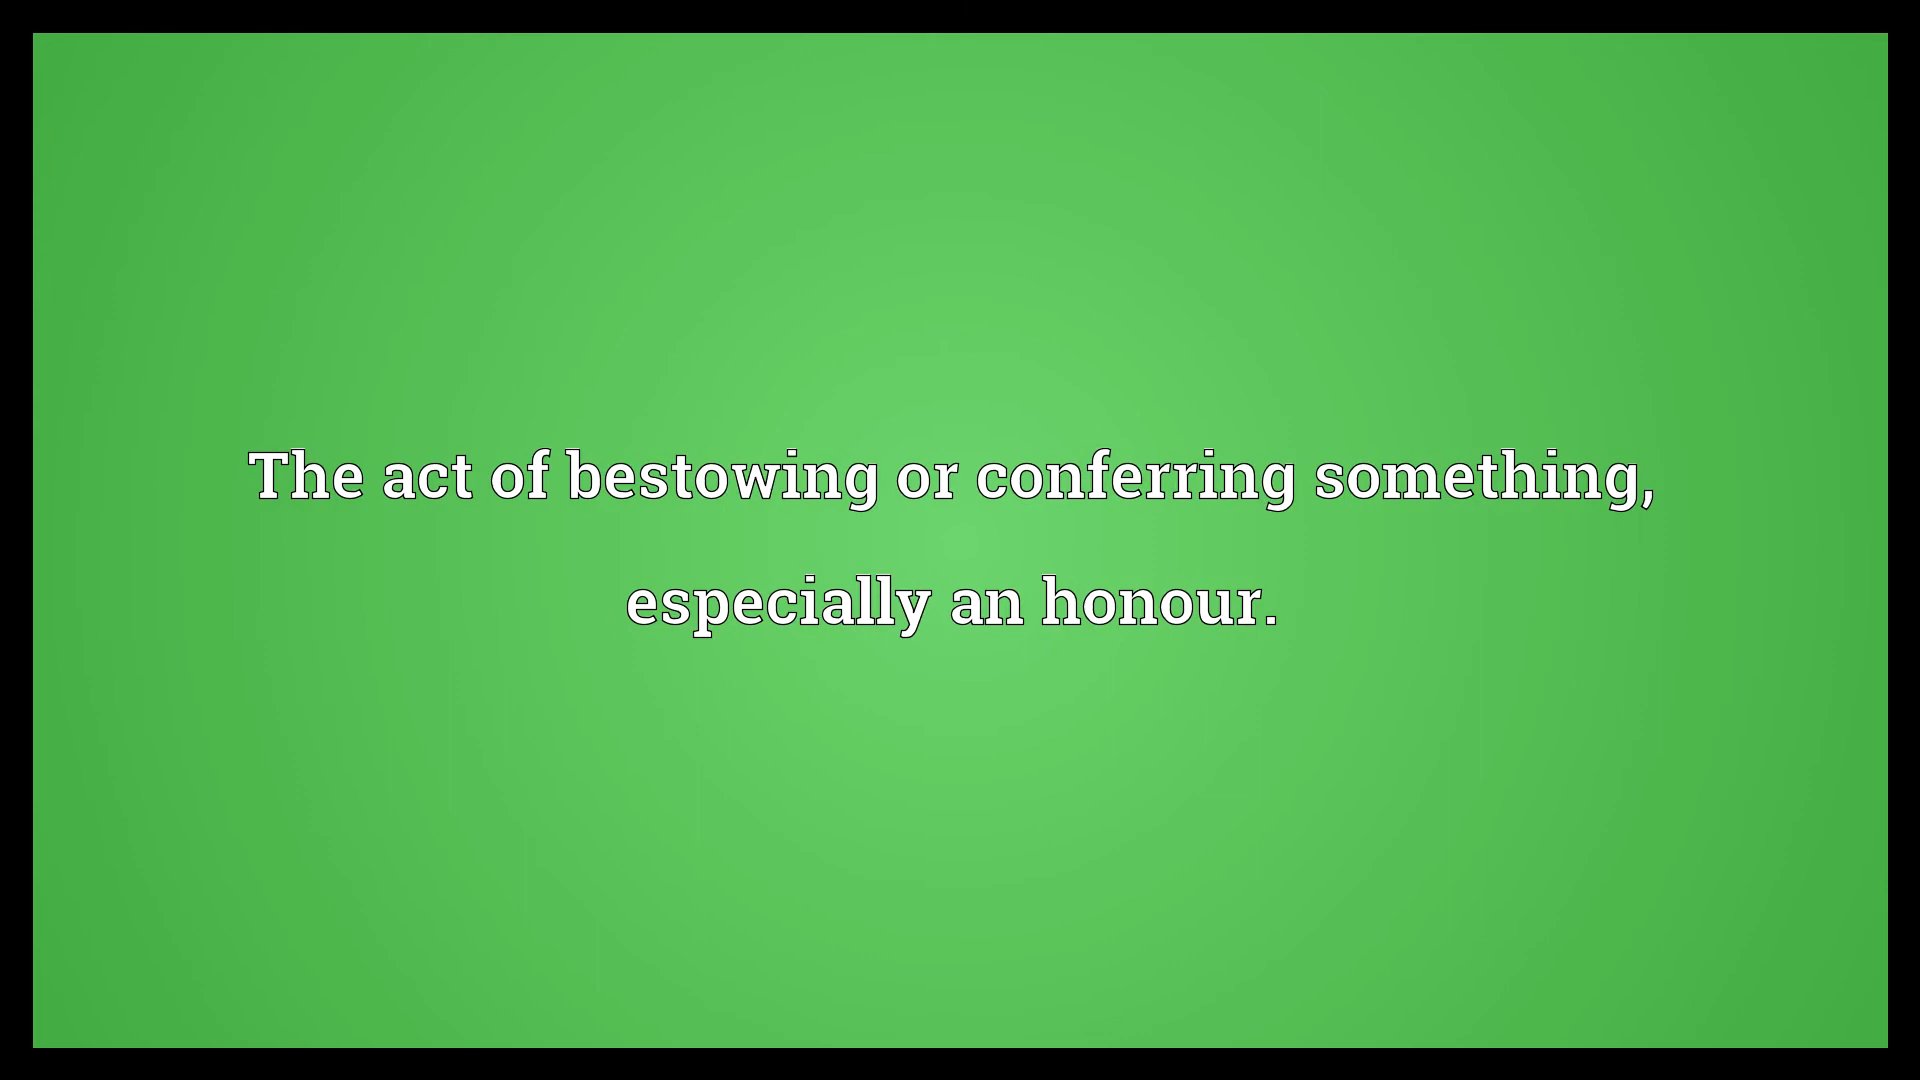 The act of bestowing or conferring something,
especially an honour.